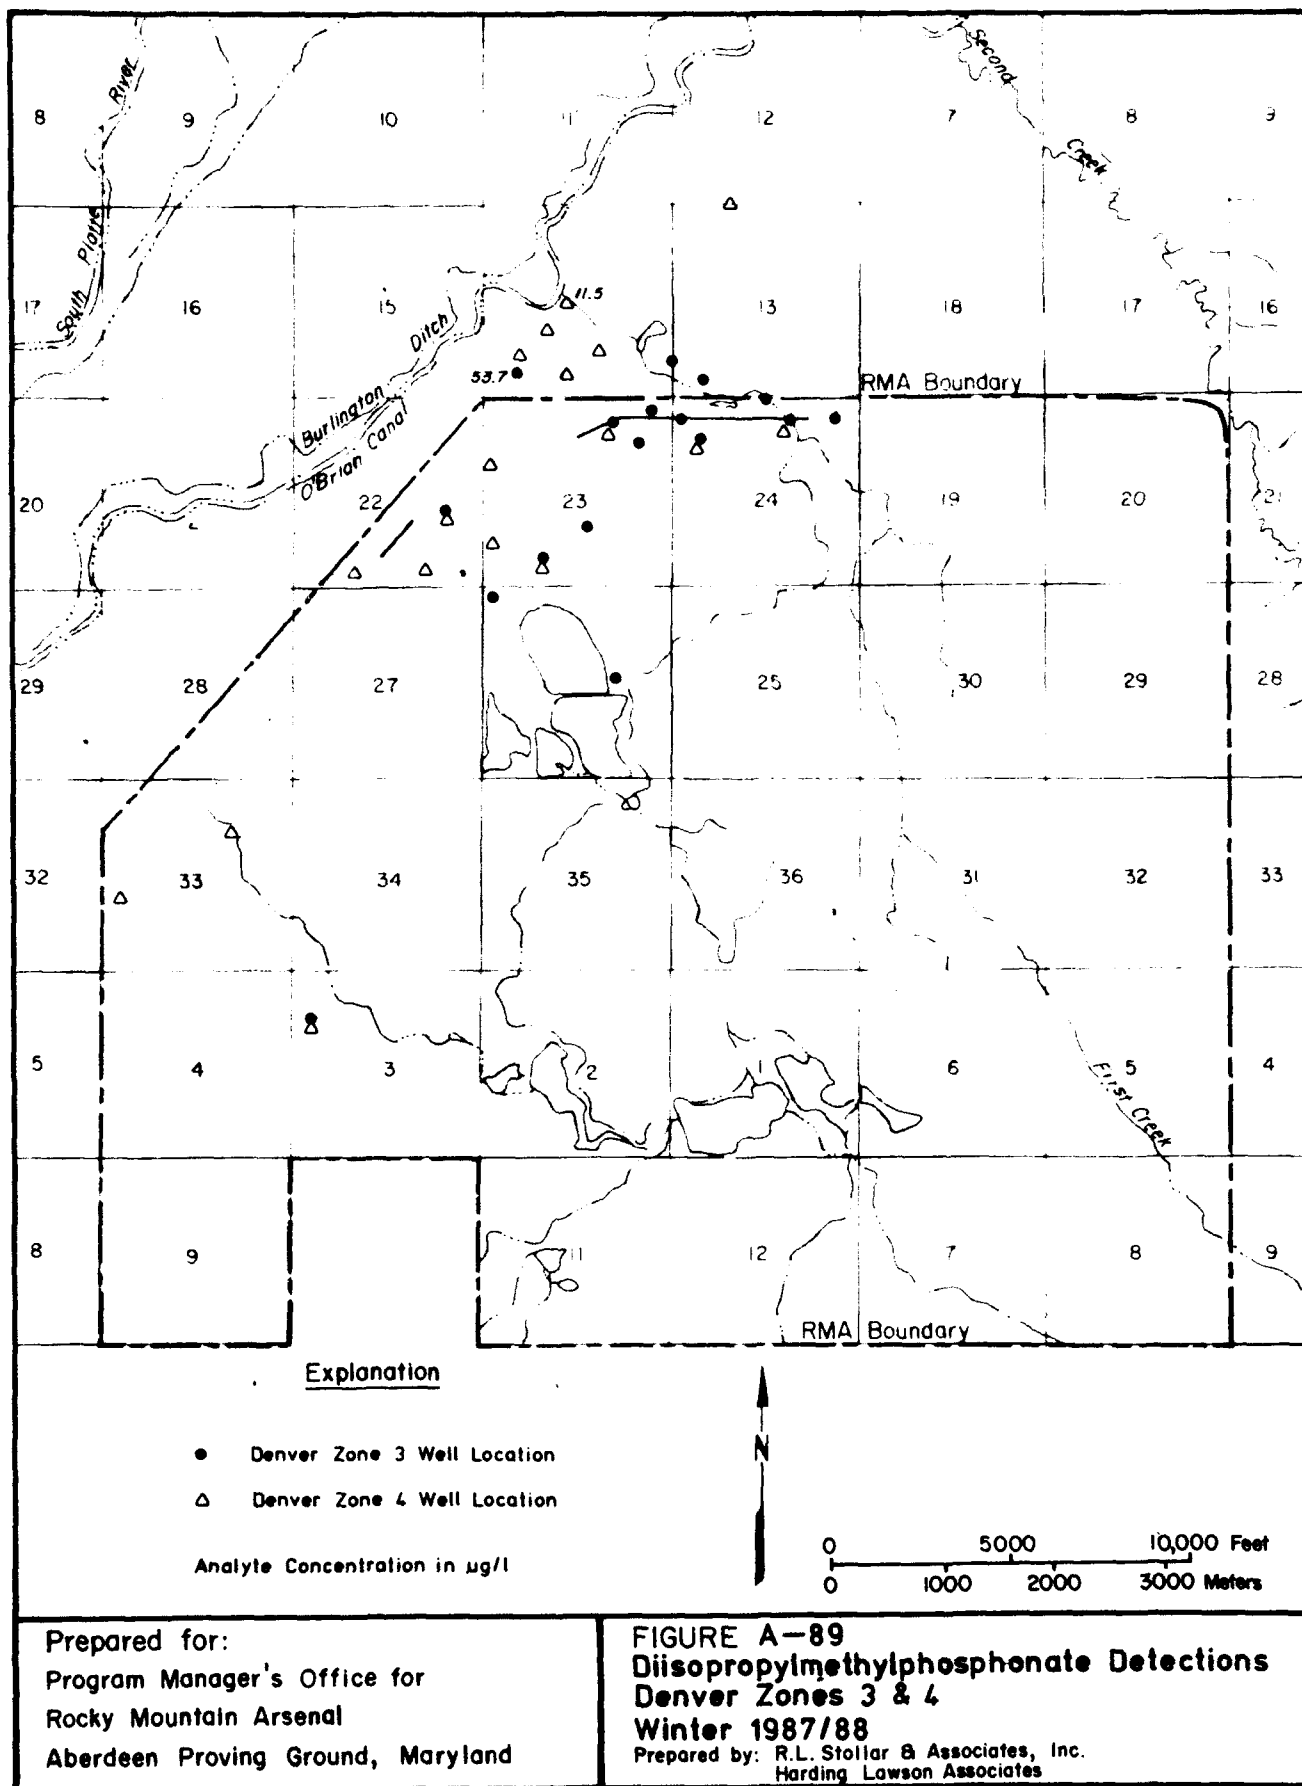 8 9 10 11 12 7 8 9
River
Second
Creek
South Platte
17 16 15 13 18 17 16
11.5
Ditch
53.7
RMA Boundary
Burlington
O'Brian Canal
20 22 23 24 19 20 21
29 28 27 25 30 29 28
32 33 34 35 36 31 32 33
5 4 3 2 1 6 5 4
First Creek
8 9 11 12 7 8 9
RMA Boundary
Explanation
Denver Zone 3 Well Location
Denver Zone 4 Well Location
Analyte Concentration in µg/l
N
0 5000 10,000 Feet
0 1000 2000 3000 Meters
Prepared for:
Program Manager's Office for
Rocky Mountain Arsenal
Aberdeen Proving Ground, Maryland
FIGURE A-89
Diisopropylmethylphosphonate Detections
Denver Zones 3 & 4
Winter 1987/88
Prepared by: R.L. Stollar & Associates, Inc.
Harding Lawson Associates